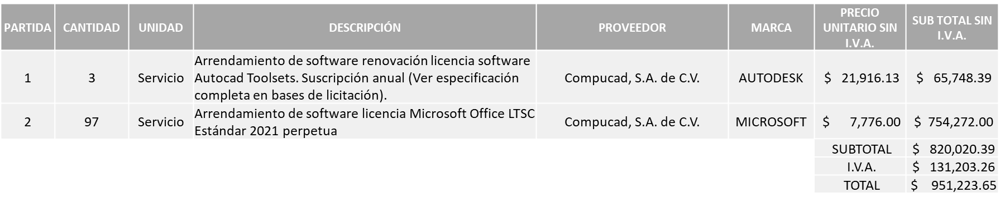 PARTIDA CANTIDAD UNIDAD DESCRIPCIÓN PROVEEDOR MARCA PRECIO UNITARIO SIN I.V.A. SUB TOTAL SIN I.V.A.
1 3 Servicio Arrendamiento de software renovación licencia software
Autocad Toolsets. Suscripción anual (Ver especificación
completa en bases de licitación). Compucad, S.A. de C.V. AUTODESK $ 21,916.13 $ 65,748.39
2 97 Servicio Arrendamiento de software licencia Microsoft Office LTSC
Estándar 2021 perpetua Compucad, S.A. de C.V. MICROSOFT $ 7,776.00 $ 754,272.00
SUBTOTAL $ 820,020.39
I.V.A. $ 131,203.26
TOTAL $ 951,223.65